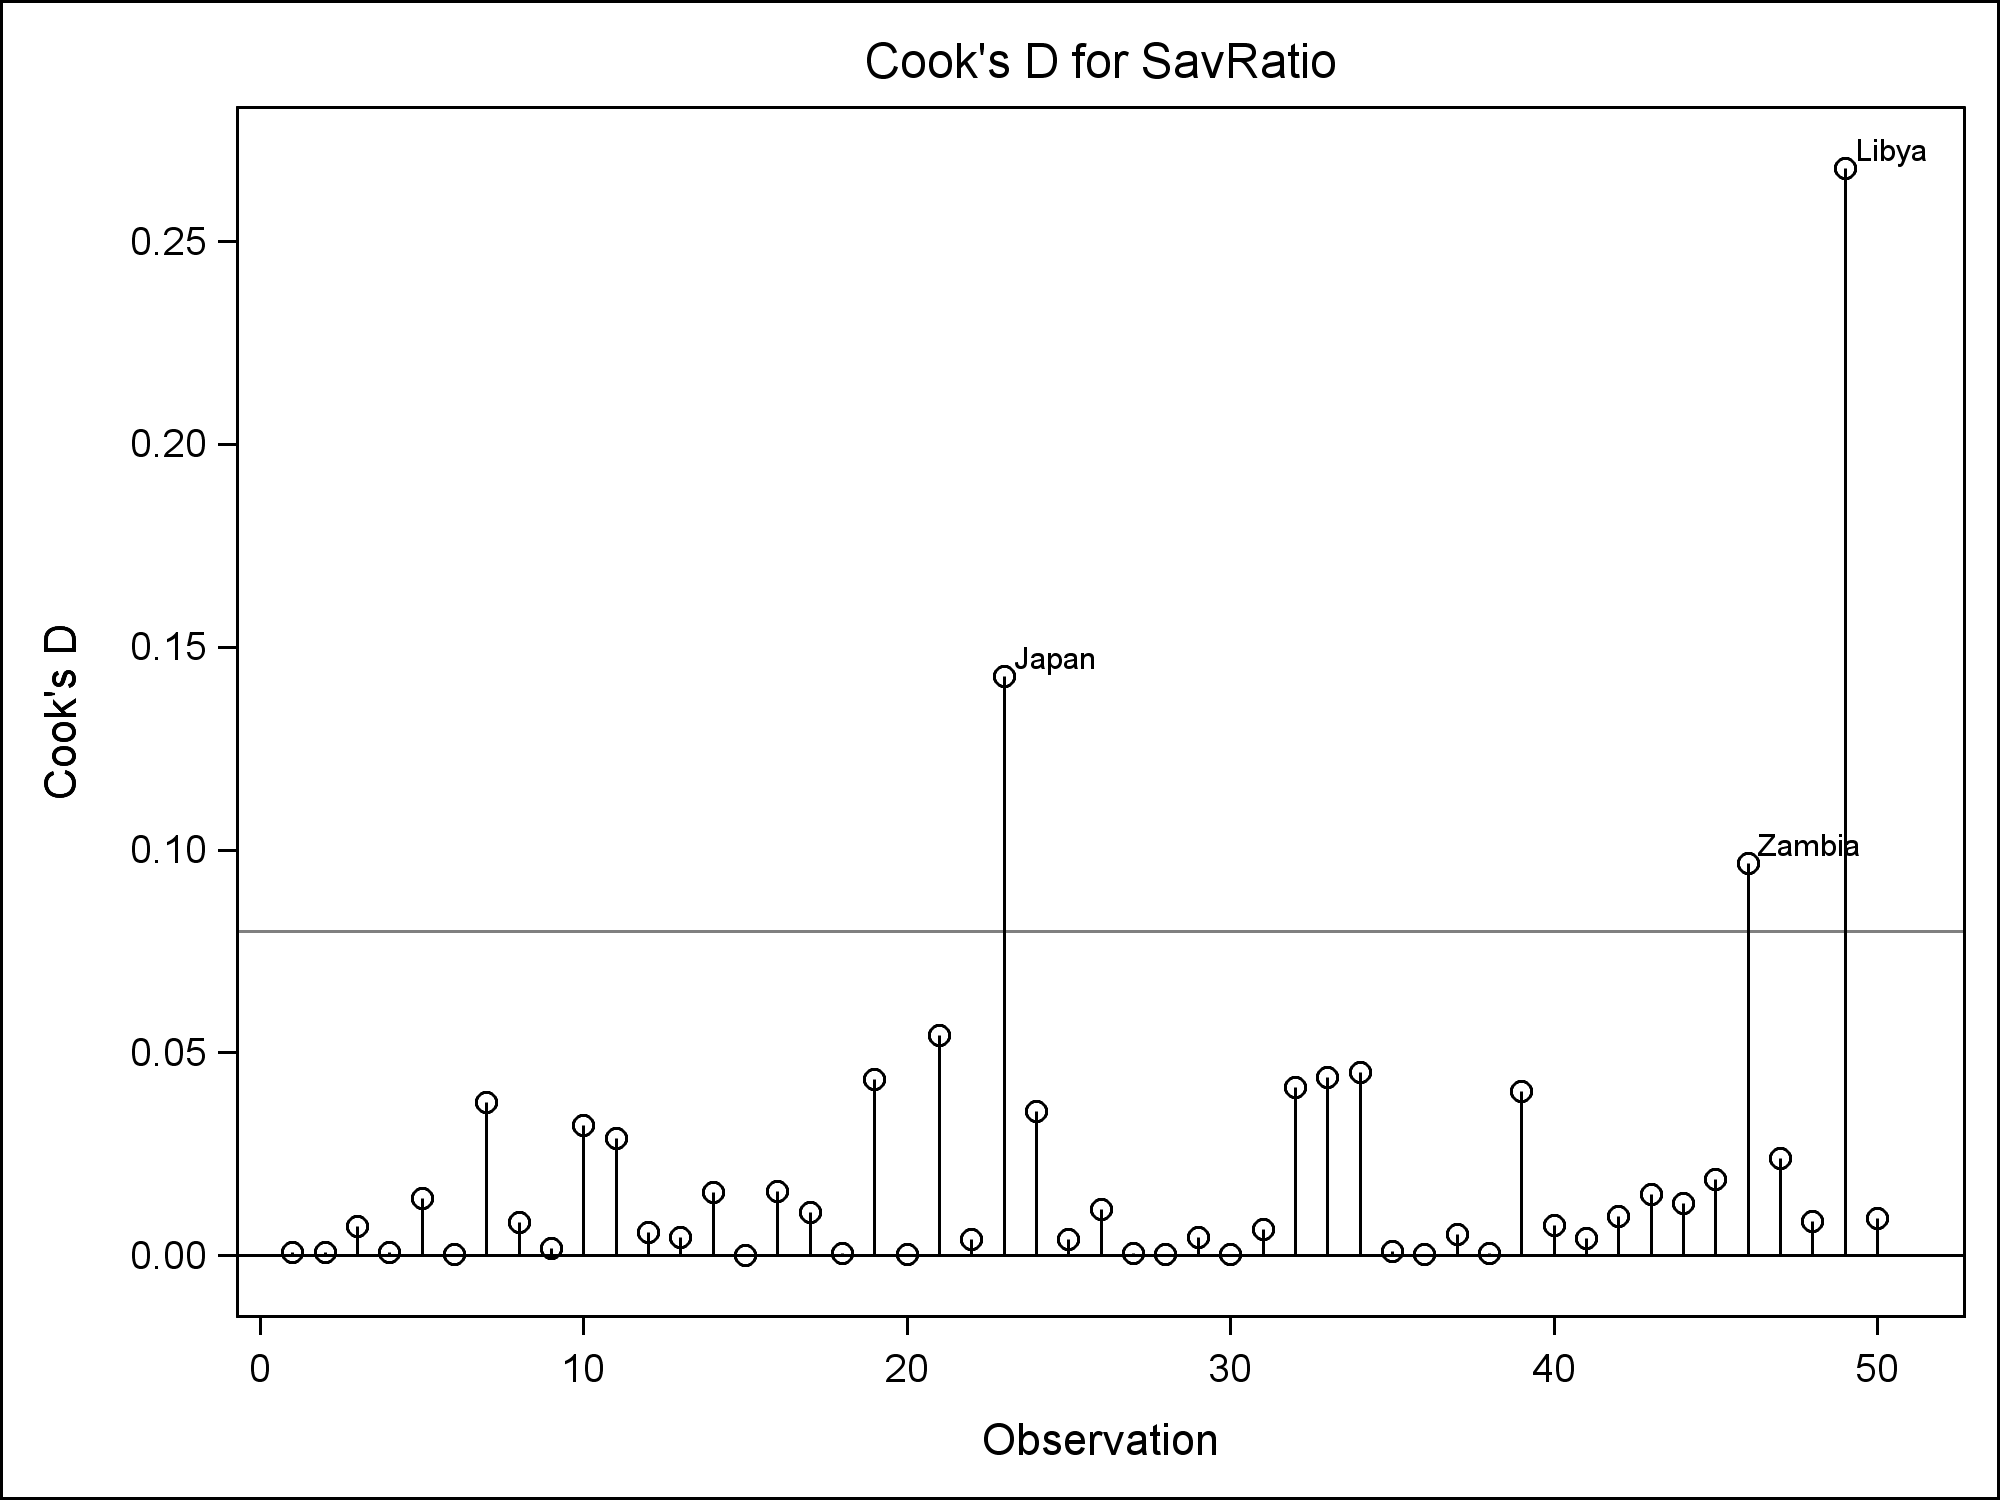 Cook's D for SavRatio
Libya
0.25
0.20
0.15
Japan
Cook's D
0.10
Zambia
0.05
0.00
0 10 20 30 40 50
Observation